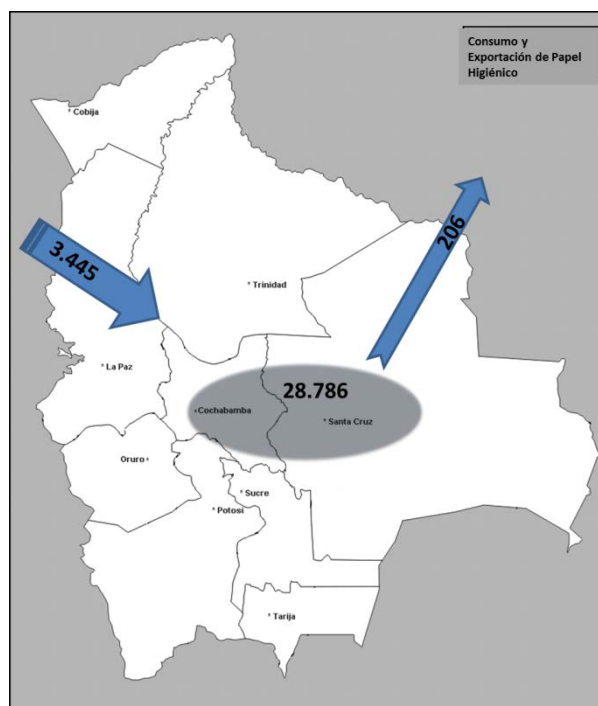 Consumo y
Exportación de Papel
Higiénico
Cobija
3.445
206
Trinidad
La Paz
28.786
Cochabamba
Santa Cruz
Oruro
Sucre
Potosí
Tarija